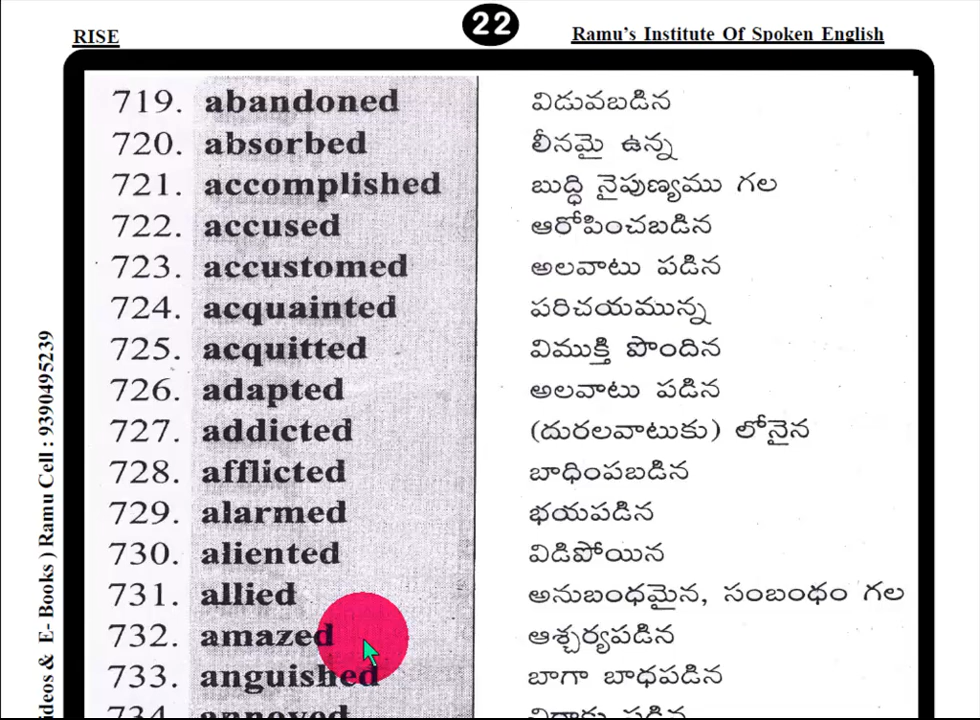 RISE
22
Ramu's Institute Of Spoken English
719. abandoned విడువబడిన
720. absorbed లీనమై ఉన్న
721. accomplished బుద్ధి నైపుణ్యము గల
722. accused ఆరోపించబడిన
723. accustomed అలవాటు పడిన
724. acquainted పరిచయమున్న
725. acquitted విముక్తి పొందిన
726. adapted అలవాటు పడిన
727. addicted (దురలవాటుకు) లోనైన
728. afflicted బాధింపబడిన
729. alarmed భయపడిన
730. aliented విడిపోయిన
731. allied అనుబంధమైన, సంబంధం గల
732. amazed ఆశ్చర్యపడిన
733. anguished బాగా బాధపడిన
734. annoyed
ideos & E- Books ) Ramu Cell : 9390495239